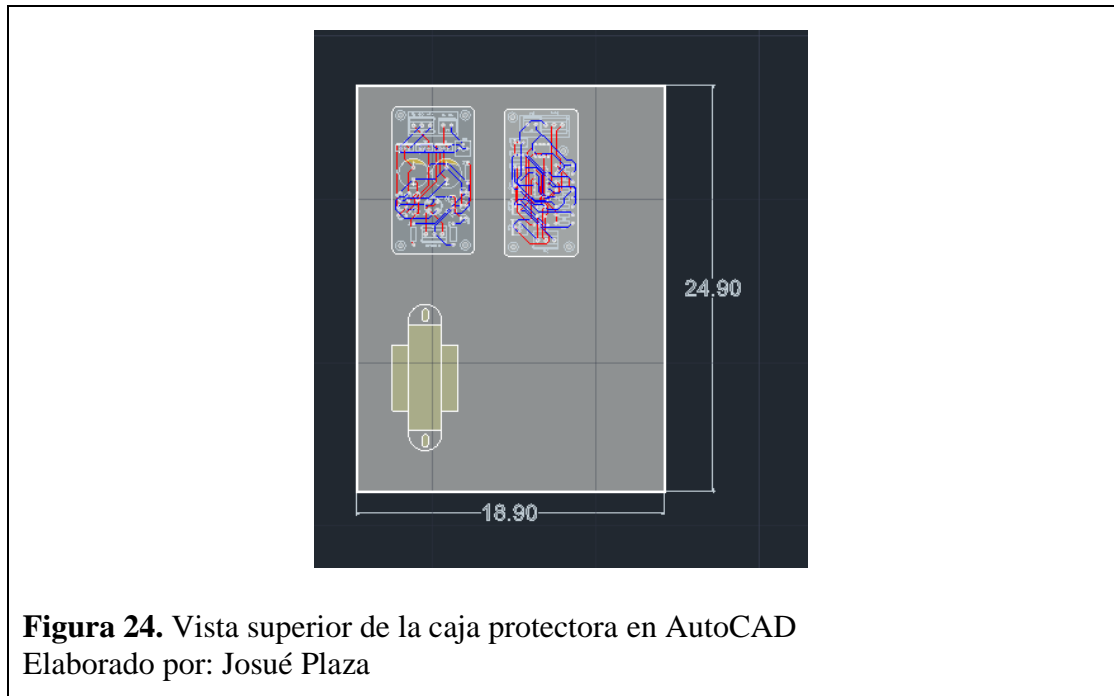 24.90
18.90
Figura 24. Vista superior de la caja protectora en AutoCAD
Elaborado por: Josué Plaza